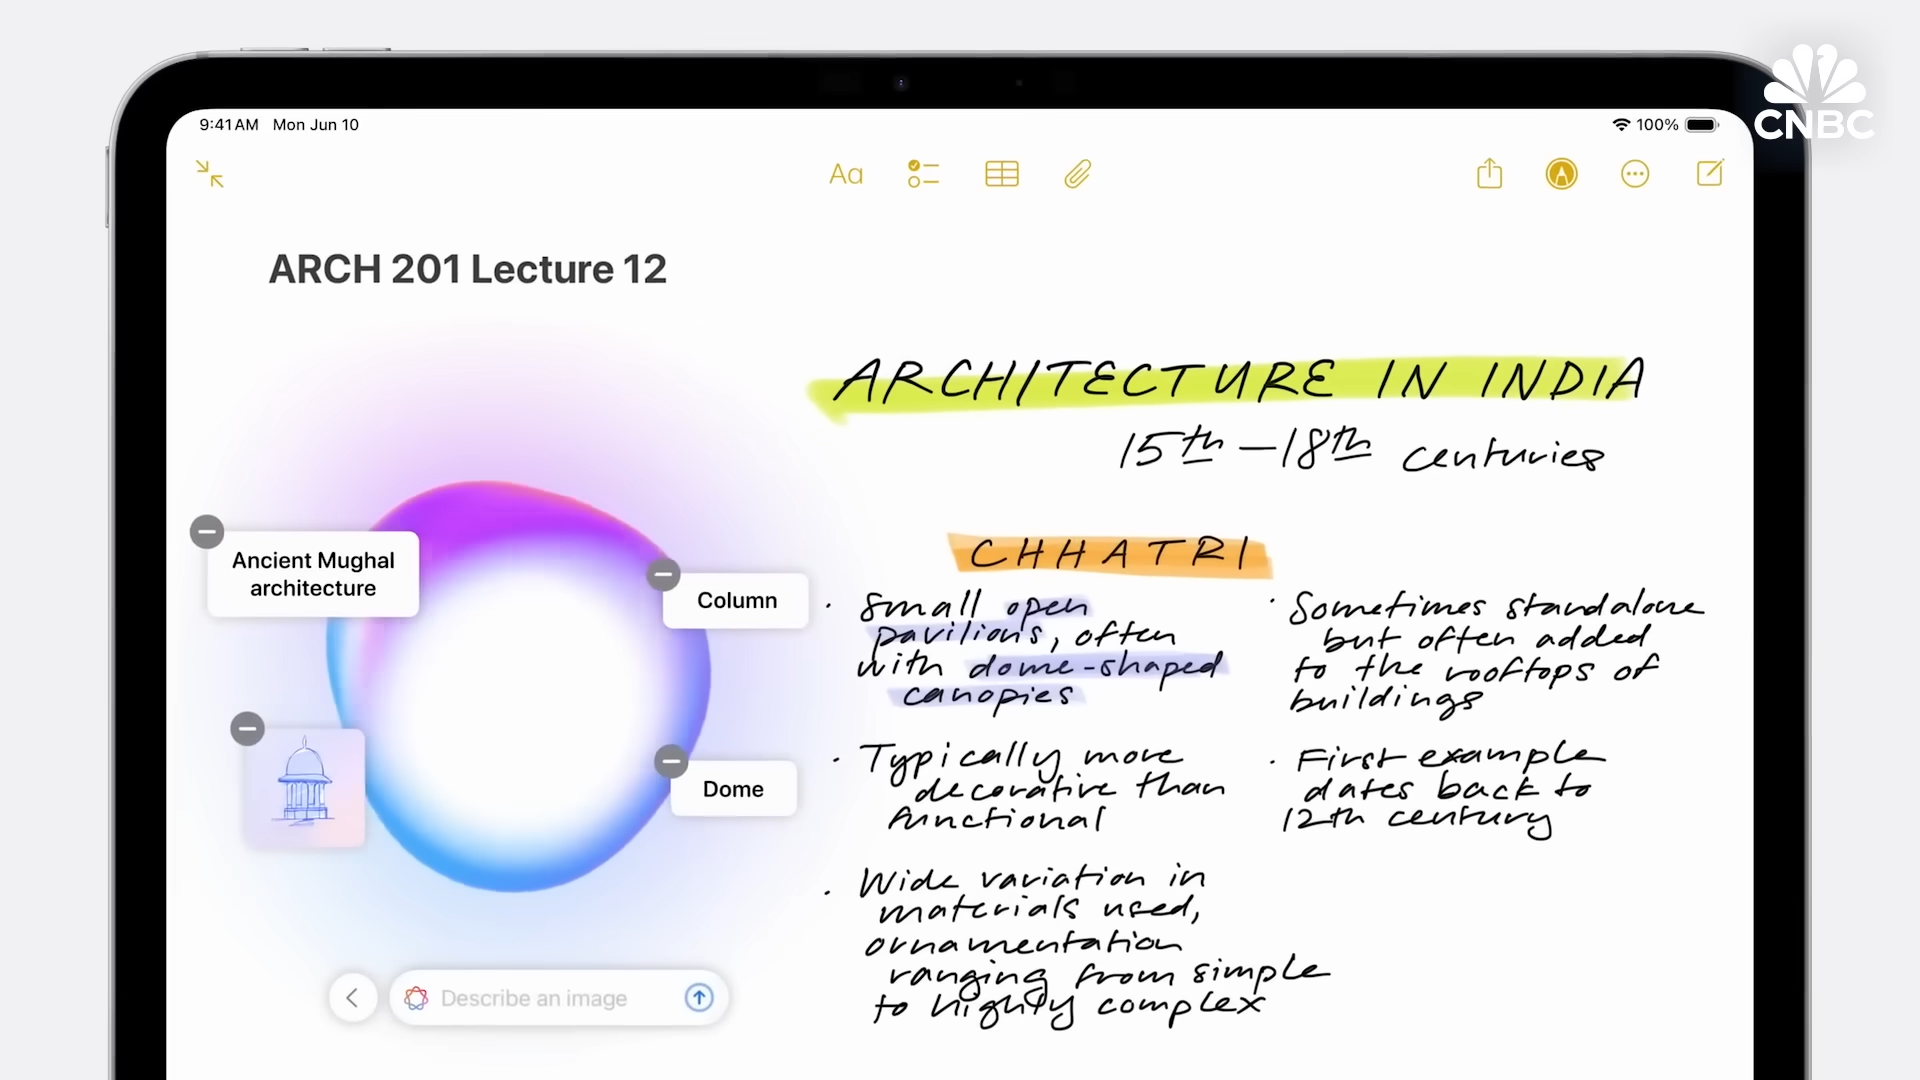 CNBC
9:41 AM Mon Jun 10
100%
Aa
ARCH 201 Lecture 12
ARCHITECTURE IN INDIA
15th – 18th centuries
Ancient Mughal
architecture
Column
Dome
Describe an image
CHHATRI
· Small open
pavilions, often
with dome-shaped
canopies
· Typically more
decorative than
functional
· Wide variation in
materials used,
ornamentation
ranging from simple
to highly complex
· Sometimes standalone
but often added
to the rooftops of
buildings
· First example
dates back to
12th century